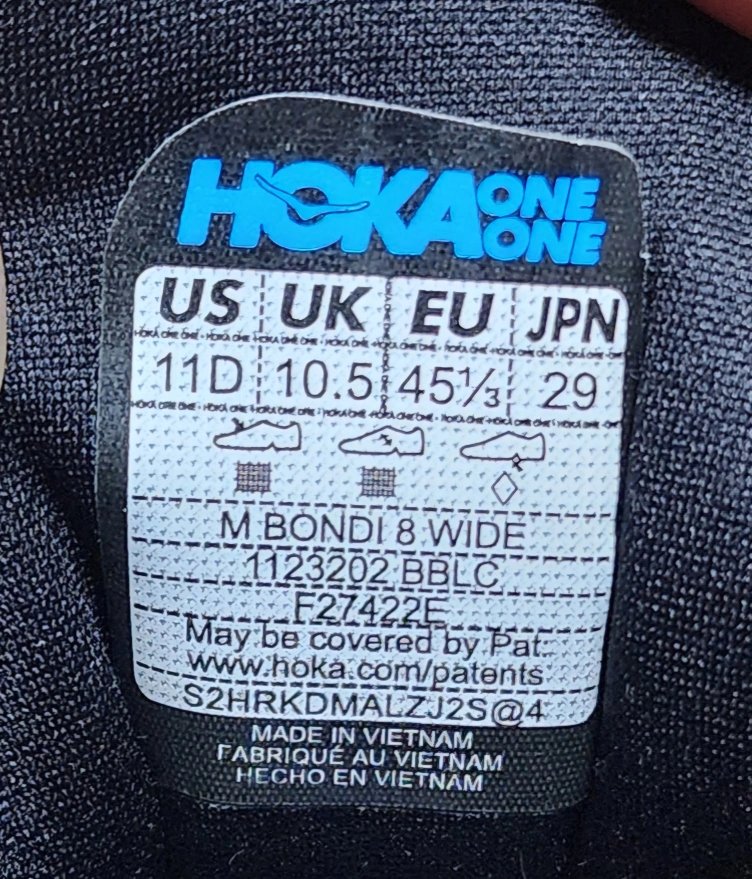 HOKA ONE ONE
US UK EU JPN
11D 10.5 45⅓ 29
M BONDI 8 WIDE
1123202 BBLC
F27422E
May be covered by Pat.
www.hoka.com/patents
S2HRKDMALZJ2S@4
MADE IN VIETNAM
FABRIQUÉ AU VIETNAM
HECHO EN VIETNAM